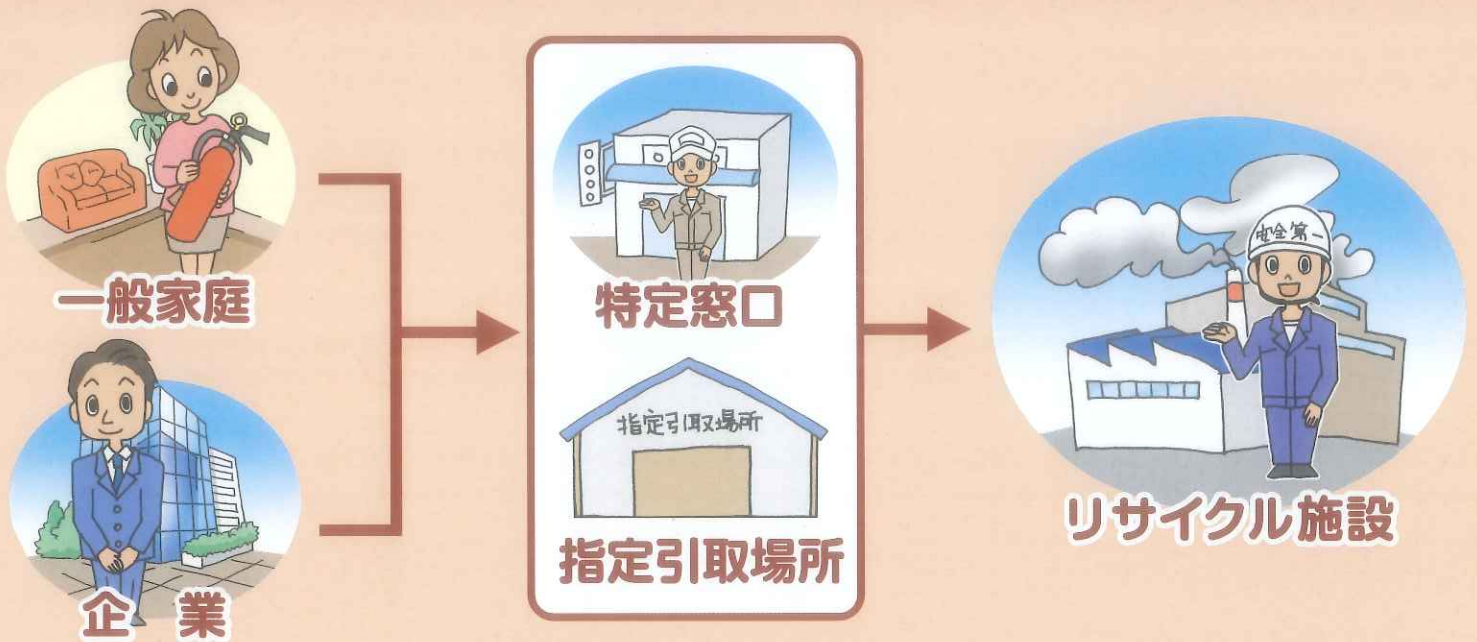 一般家庭
企　業
特定窓口
指定引取場所
指定引取場所
安全第一
リサイクル施設